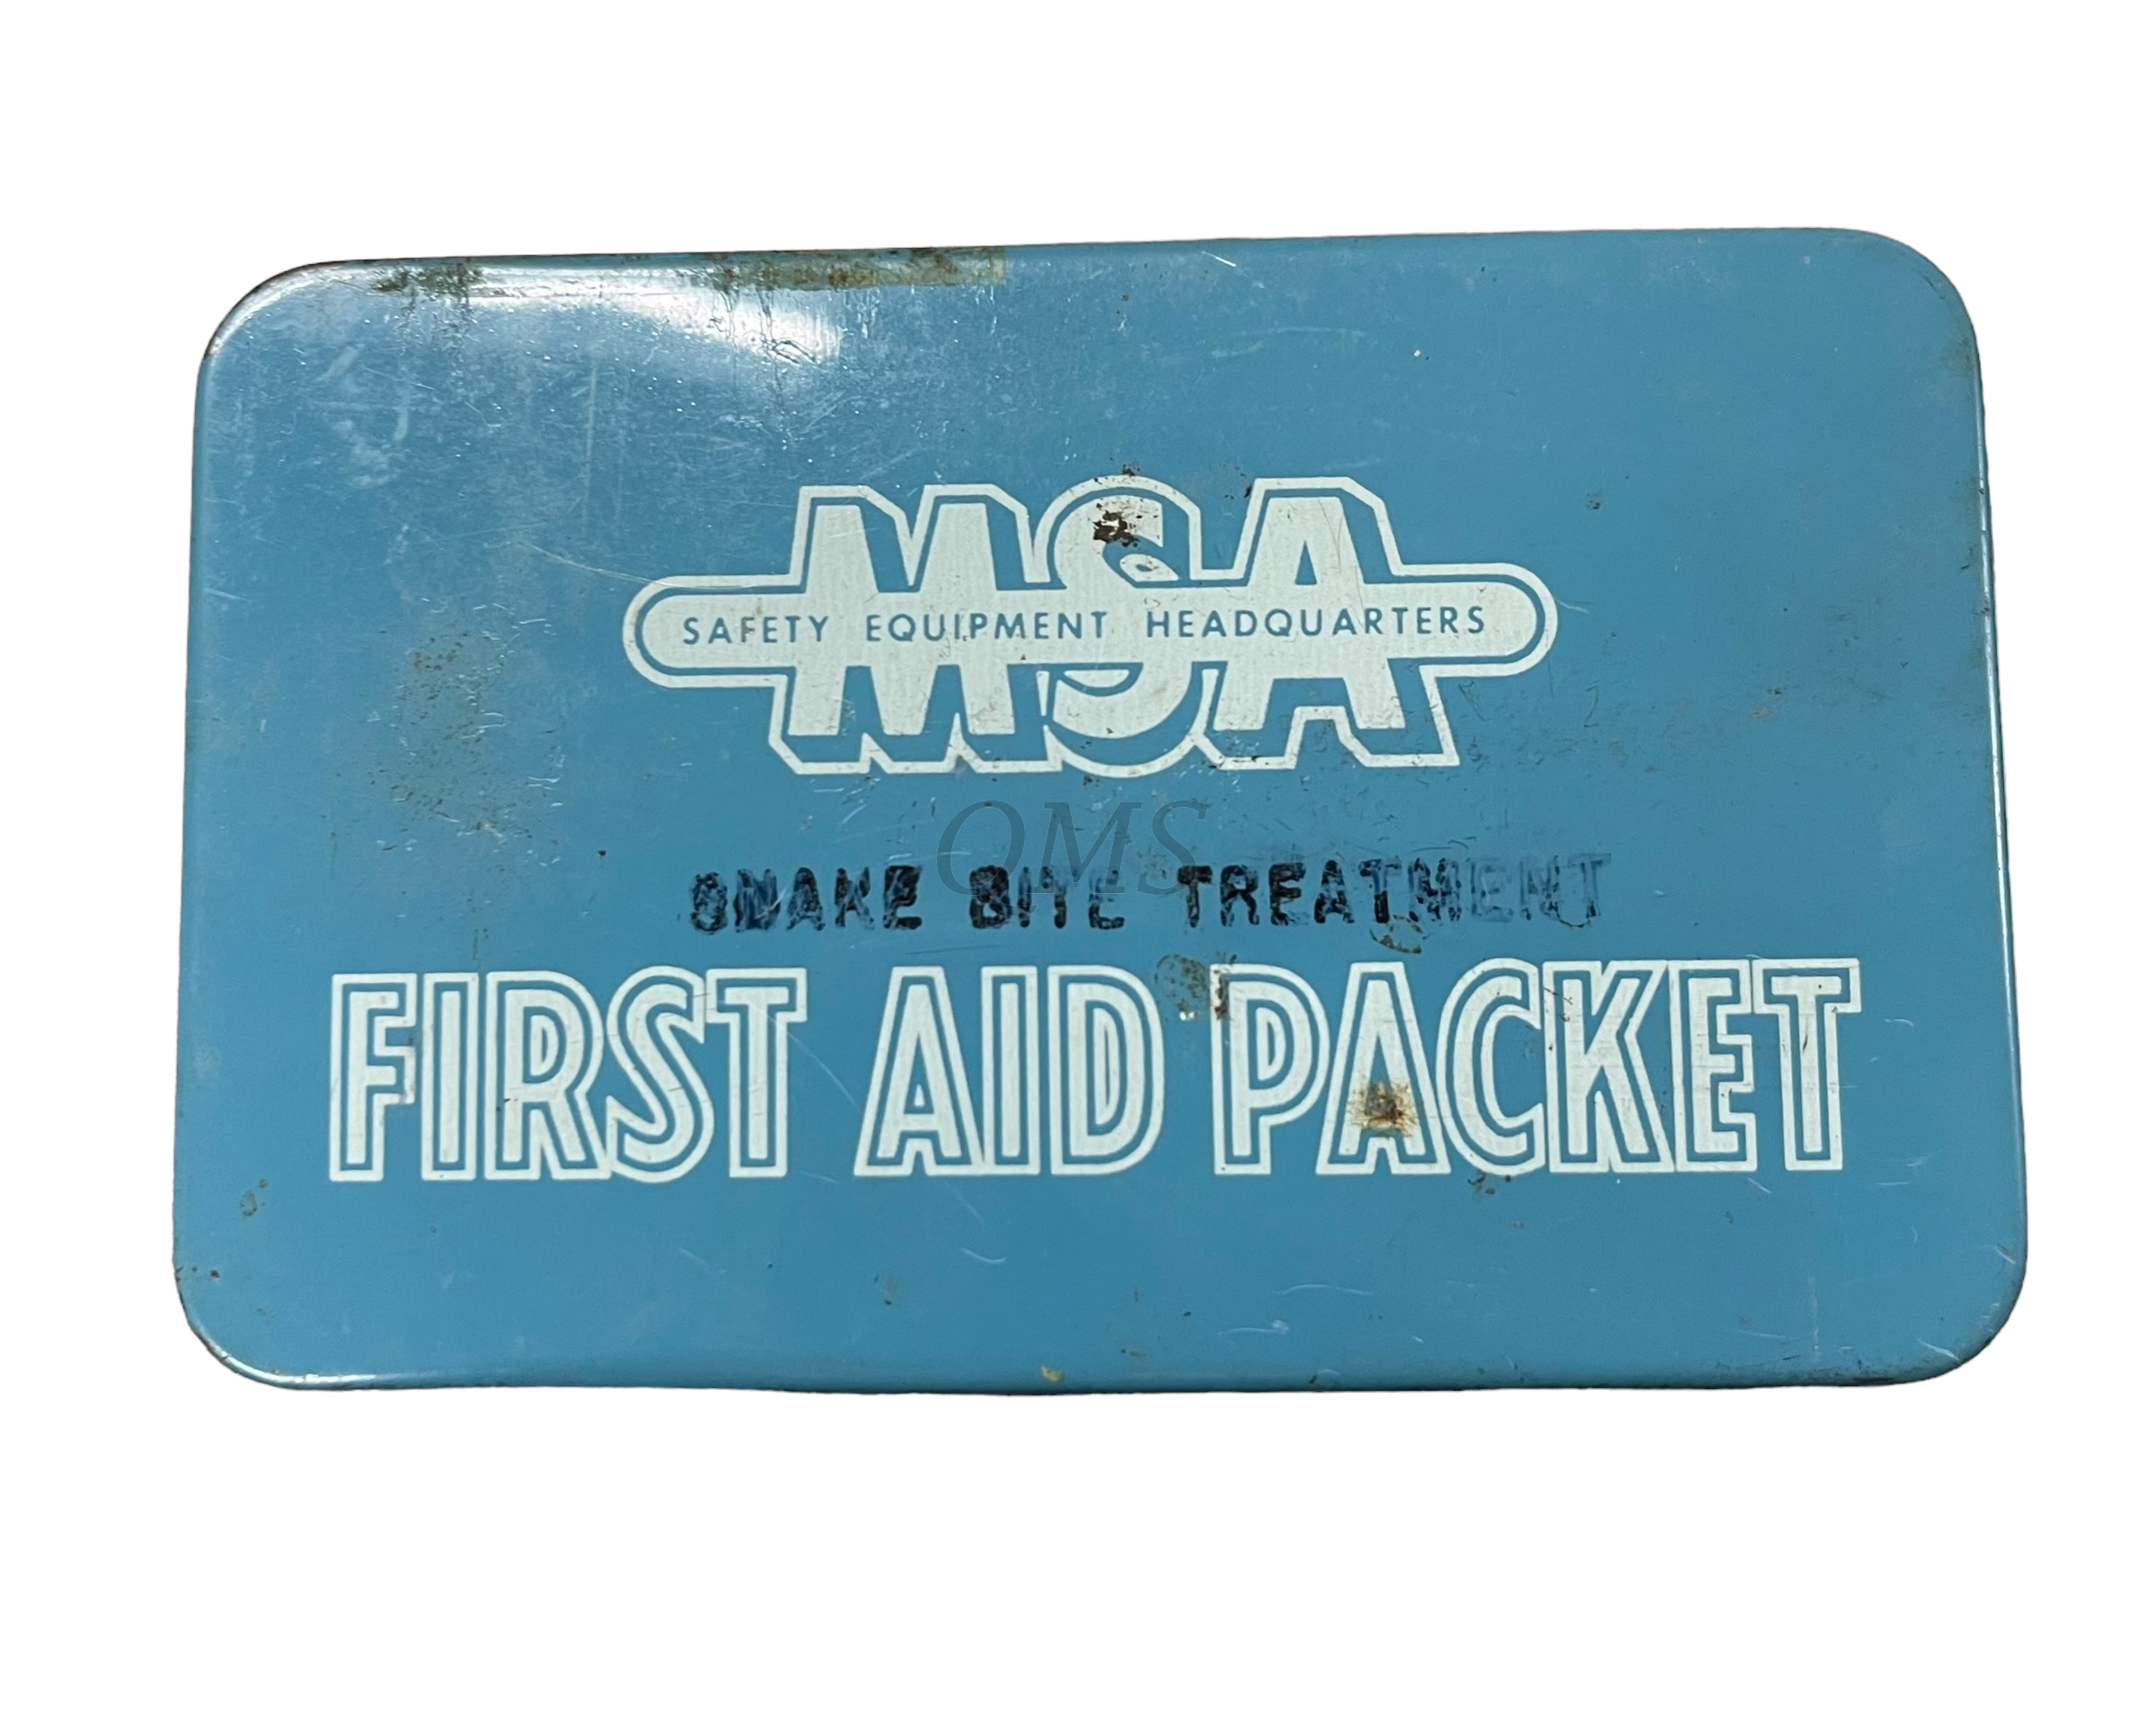 MSA
SAFETY EQUIPMENT HEADQUARTERS
OMS
SNAKE BITE TREATMENT
FIRST AID PACKET